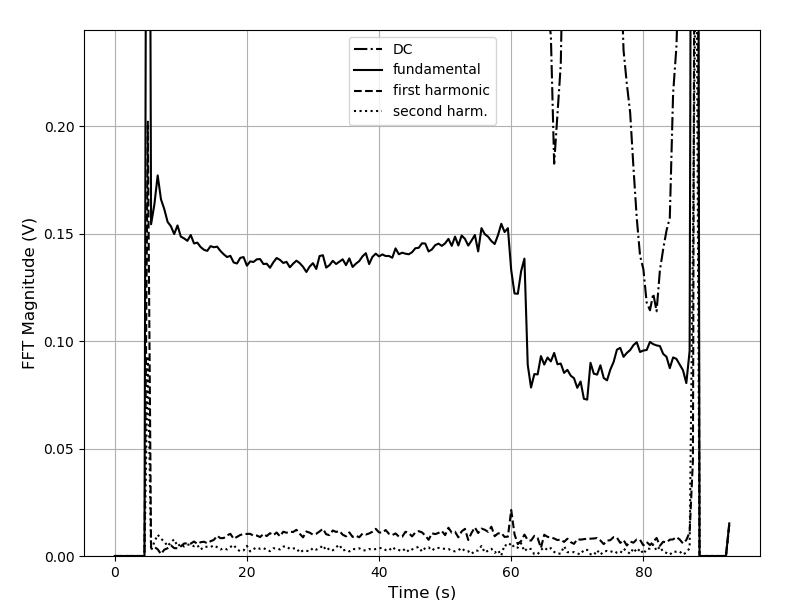 DC
fundamental
first harmonic
second harm.
0.20
0.15
0.10
0.05
0.00
FFT Magnitude (V)
0 20 40 60 80
Time (s)